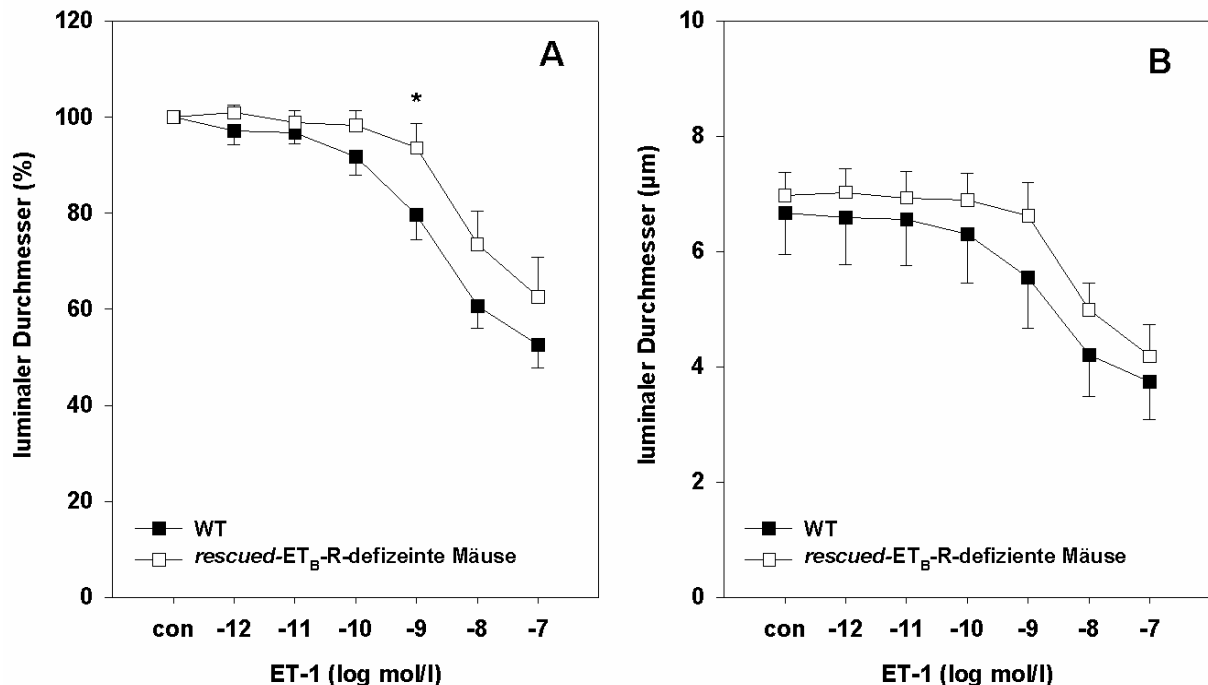 A
luminaler Durchmesser (%)
120
100
80
60
40
20
0
*
WT
rescued-ET_B-R-defizeinte Mäuse
con -12 -11 -10 -9 -8 -7
ET-1 (log mol/l)
B
luminaler Durchmesser (µm)
10
8
6
4
2
0
WT
rescued-ET_B-R-defiziente Mäuse
con -12 -11 -10 -9 -8 -7
ET-1 (log mol/l)